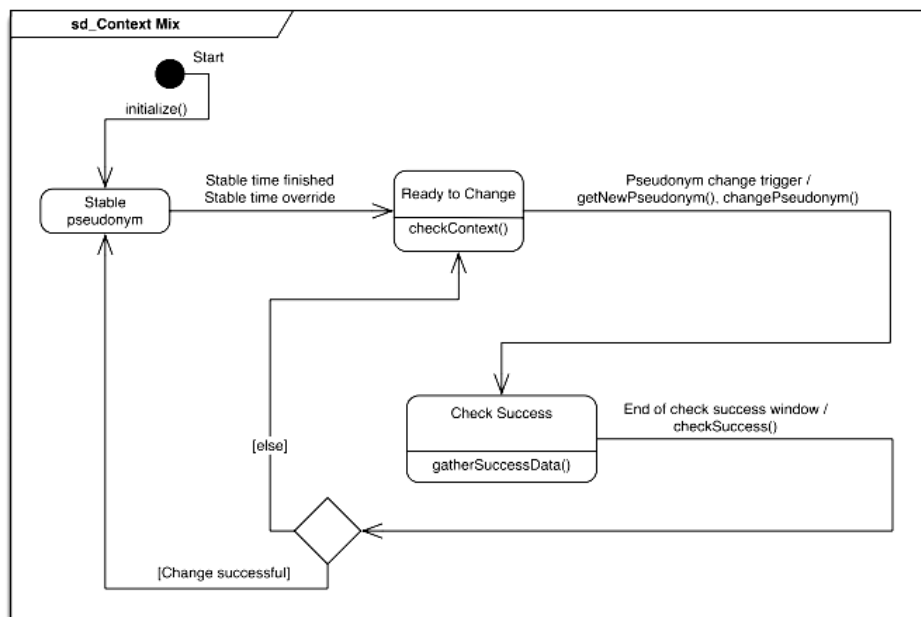 sd_Context Mix
Start
initialize()
Stable
pseudonym
Stable time finished
Stable time override
Ready to Change
checkContext()
Pseudonym change trigger /
getNewPseudonym(), changePseudonym()
Check Success
gatherSuccessData()
End of check success window /
checkSuccess()
[else]
[Change successful]